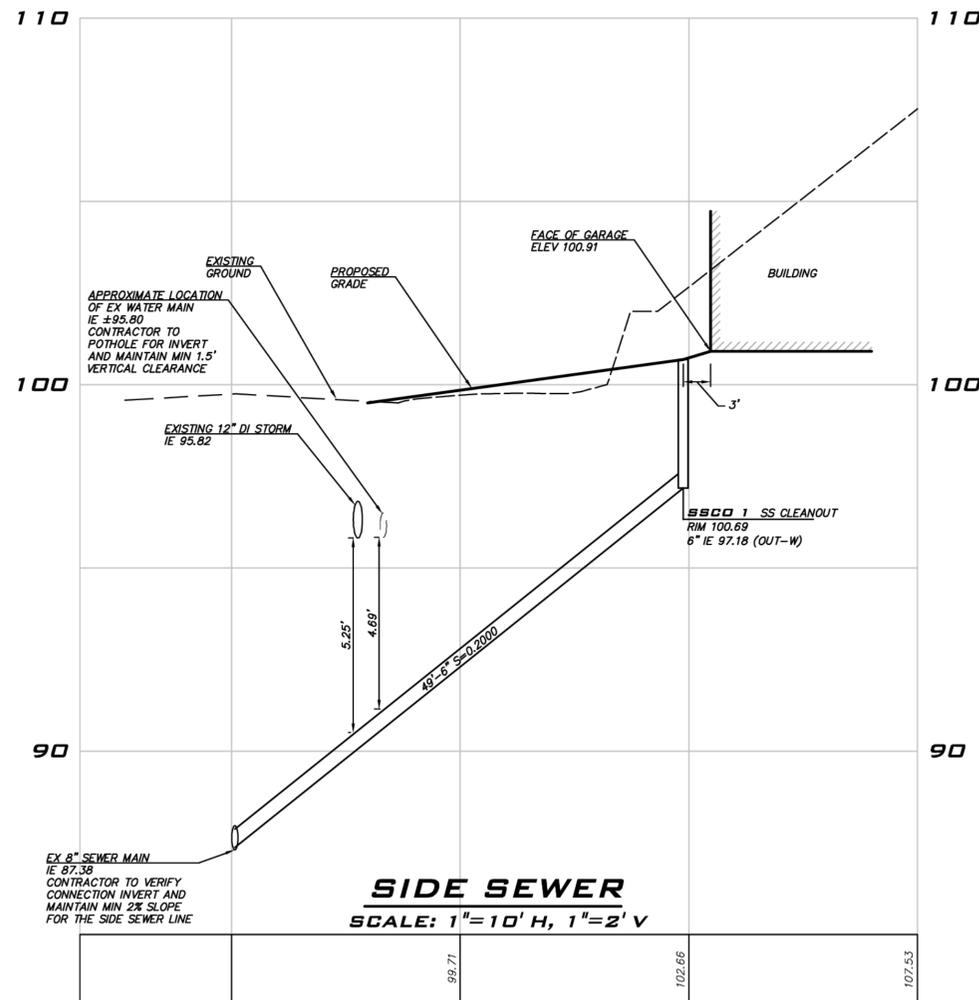 110
110
FACE OF GARAGE
ELEV 100.91
EXISTING
GROUND
PROPOSED
GRADE
BUILDING
APPROXIMATE LOCATION
OF EX WATER MAIN
IE ±95.80
CONTRACTOR TO
POTHOLE FOR INVERT
AND MAINTAIN MIN 1.5'
VERTICAL CLEARANCE
100
100
3'
EXISTING 12" DI STORM
IE 95.82
SSCO 1 SS CLEANOUT
RIM 100.69
6" IE 97.18 (OUT-W)
5.25'
4.69'
49'-6" S=0.2000
90
90
EX 8" SEWER MAIN
IE 87.38
CONTRACTOR TO VERIFY
CONNECTION INVERT AND
MAINTAIN MIN 2% SLOPE
FOR THE SIDE SEWER LINE
SIDE SEWER
SCALE: 1"=10' H, 1"=2' V
99.71
102.66
107.53